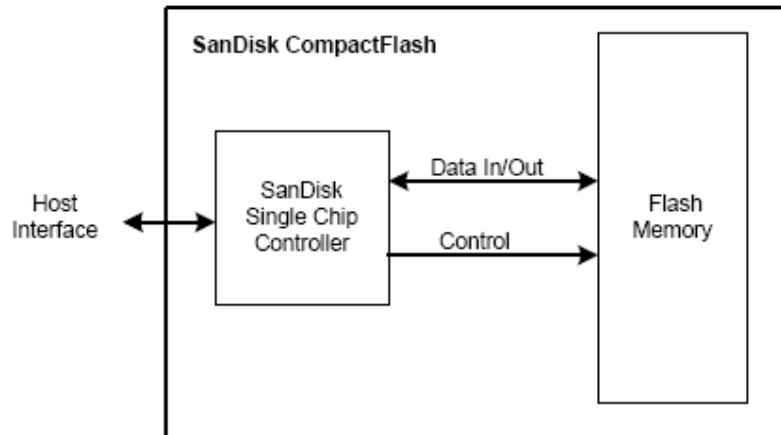 SanDisk CompactFlash
Host
Interface
SanDisk
Single Chip
Controller
Data In/Out
Control
Flash
Memory